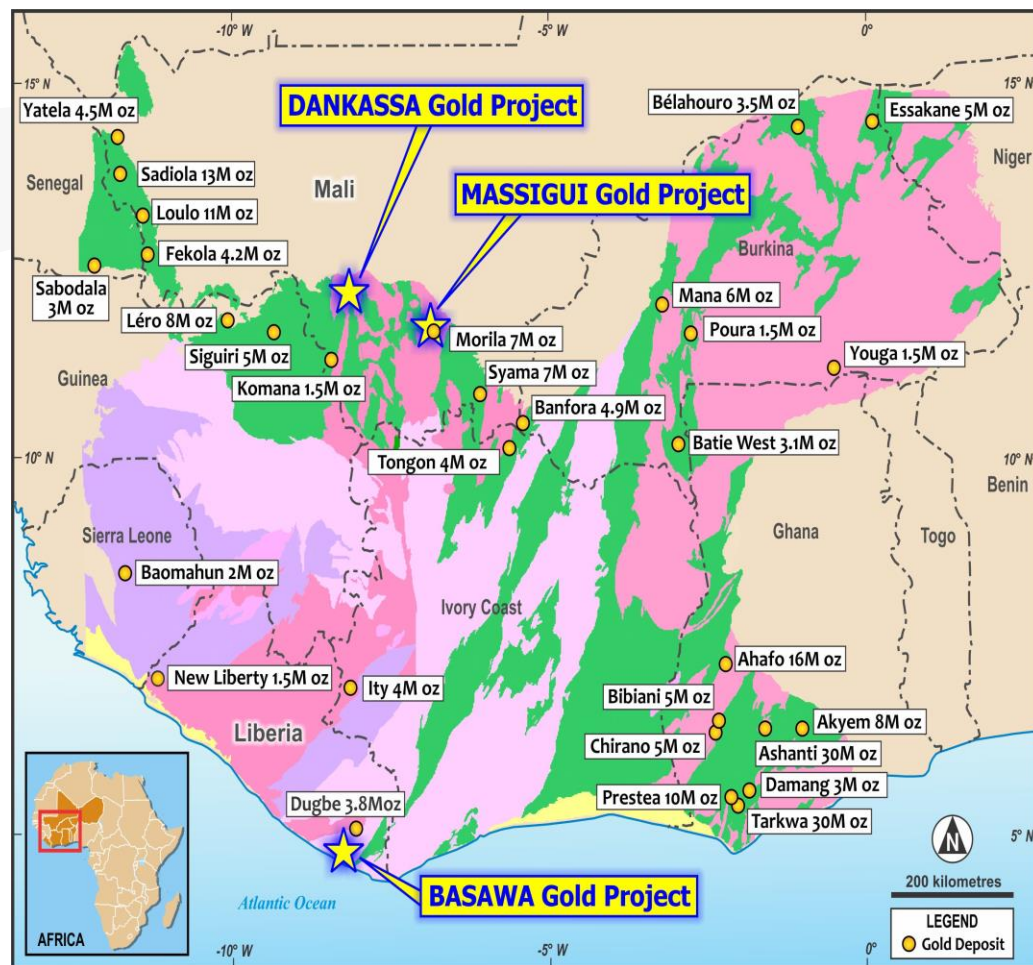 -10°
-5°
0°
15° N
15° N
Yatela 4.5M oz
DANKASSA Gold Project
Bélahouro 3.5M oz
Essakane 5M oz
Niger
Senegal
Sadiola 13M oz
Mali
MASSIGUI Gold Project
Loulo 11M oz
Fekola 4.2M oz
Burkina
Sabodala
3M oz
Léro 8M oz
Mana 6M oz
Siguiri 5M oz
Morila 7M oz
Poura 1.5M oz
Guinea
Komana 1.5M oz
Syama 7M oz
Youga 1.5M oz
Banfora 4.9M oz
Batie West 3.1M oz
10° N
Tongon 4M oz
10° N
Benin
Sierra Leone
Ghana
Togo
Baomahun 2M oz
Ivory Coast
New Liberty 1.5M oz
Ity 4M oz
Ahafo 16M oz
Bibiani 5M oz
Liberia
Akyem 8M oz
Chirano 5M oz
Ashanti 30M oz
Dugbe 3.8Moz
Prestea 10M oz
Damang 3M oz
Tarkwa 30M oz
5° N
N
BASAWA Gold Project
200 kilometres
Atlantic Ocean
LEGEND
Gold Deposit
AFRICA
-10°
-5°
0°